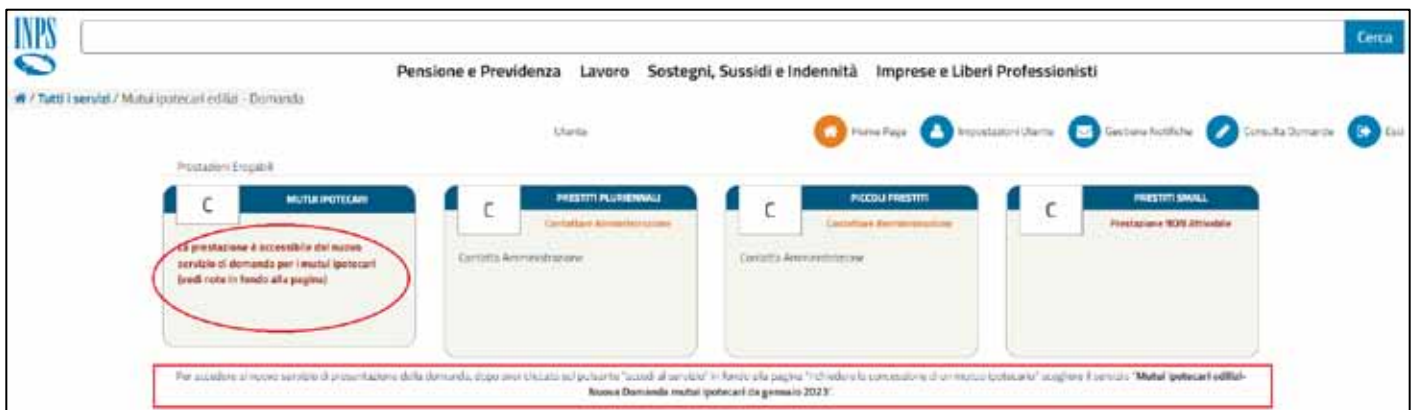 INPS
Cerca
Pensione e Previdenza Lavoro Sostegni, Sussidi e Indennità Imprese e Liberi Professionisti
/ Tutti i servizi / Mutui ipotecari edilizi - Domanda
Utente
Home Page Impostazioni Utente Gestione Notifiche Consulta Domande Esci
Prestazioni Erogabili
C MUTUI IPOTECARI
La prestazione è accessibile dal nuovo
servizio di domanda per i mutui ipotecari
(vedi note in fondo alla pagina)
C PRESTITI PLURIENNALI
Contattare Amministrazione
Contatta Amministrazione
C PICCOLI PRESTITI
Contattare Amministrazione
Contatta Amministrazione
C PRESTITI SMALL
Prestazione NON Attivabile
Per accedere al nuovo servizio di presentazione della domanda, dopo aver cliccato sul pulsante "accedi al servizio" in fondo alla pagina "richiedere la concessione di un mutuo ipotecario" scegliere il servizio "Mutui ipotecari edilizi-
Nuova Domanda mutui ipotecari da gennaio 2023".